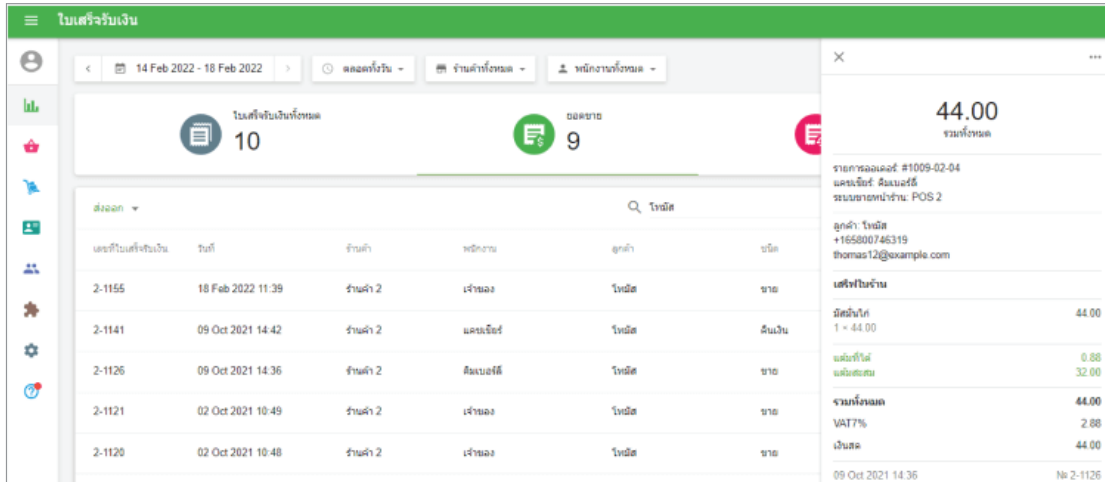 ใบเสร็จรับเงิน
14 Feb 2022 - 18 Feb 2022
ตลอดทั้งวัน
ร้านค้าทั้งหมด
พนักงานทั้งหมด
ใบเสร็จรับเงินทั้งหมด
10
ยอดขาย
9
ส่งออก
โทมัส
เลขที่ใบเสร็จรับเงิน วันที่ ร้านค้า พนักงาน ลูกค้า ชนิด
2-1155 18 Feb 2022 11:39 ร้านค้า 2 เจ้าของ โทมัส ขาย
2-1141 09 Oct 2021 14:42 ร้านค้า 2 แคชเชียร์ โทมัส คืนเงิน
2-1126 09 Oct 2021 14:36 ร้านค้า 2 คิมเบอร์ลี่ โทมัส ขาย
2-1121 02 Oct 2021 10:49 ร้านค้า 2 เจ้าของ โทมัส ขาย
2-1120 02 Oct 2021 10:48 ร้านค้า 2 เจ้าของ โทมัส ขาย
44.00
รวมทั้งหมด
รายการออเดอร์: #1009-02-04
แคชเชียร์: คิมเบอร์ลี่
ระบบขายหน้าร้าน: POS 2
ลูกค้า: โทมัส
+165800746319
thomas12@example.com
เสริฟในร้าน
มัสมั่นไก่ 44.00
1 × 44.00
แต้มที่ได้ 0.88
แต้มสะสม 32.00
รวมทั้งหมด 44.00
VAT7% 2.88
เงินสด 44.00
09 Oct 2021 14:36 № 2-1126